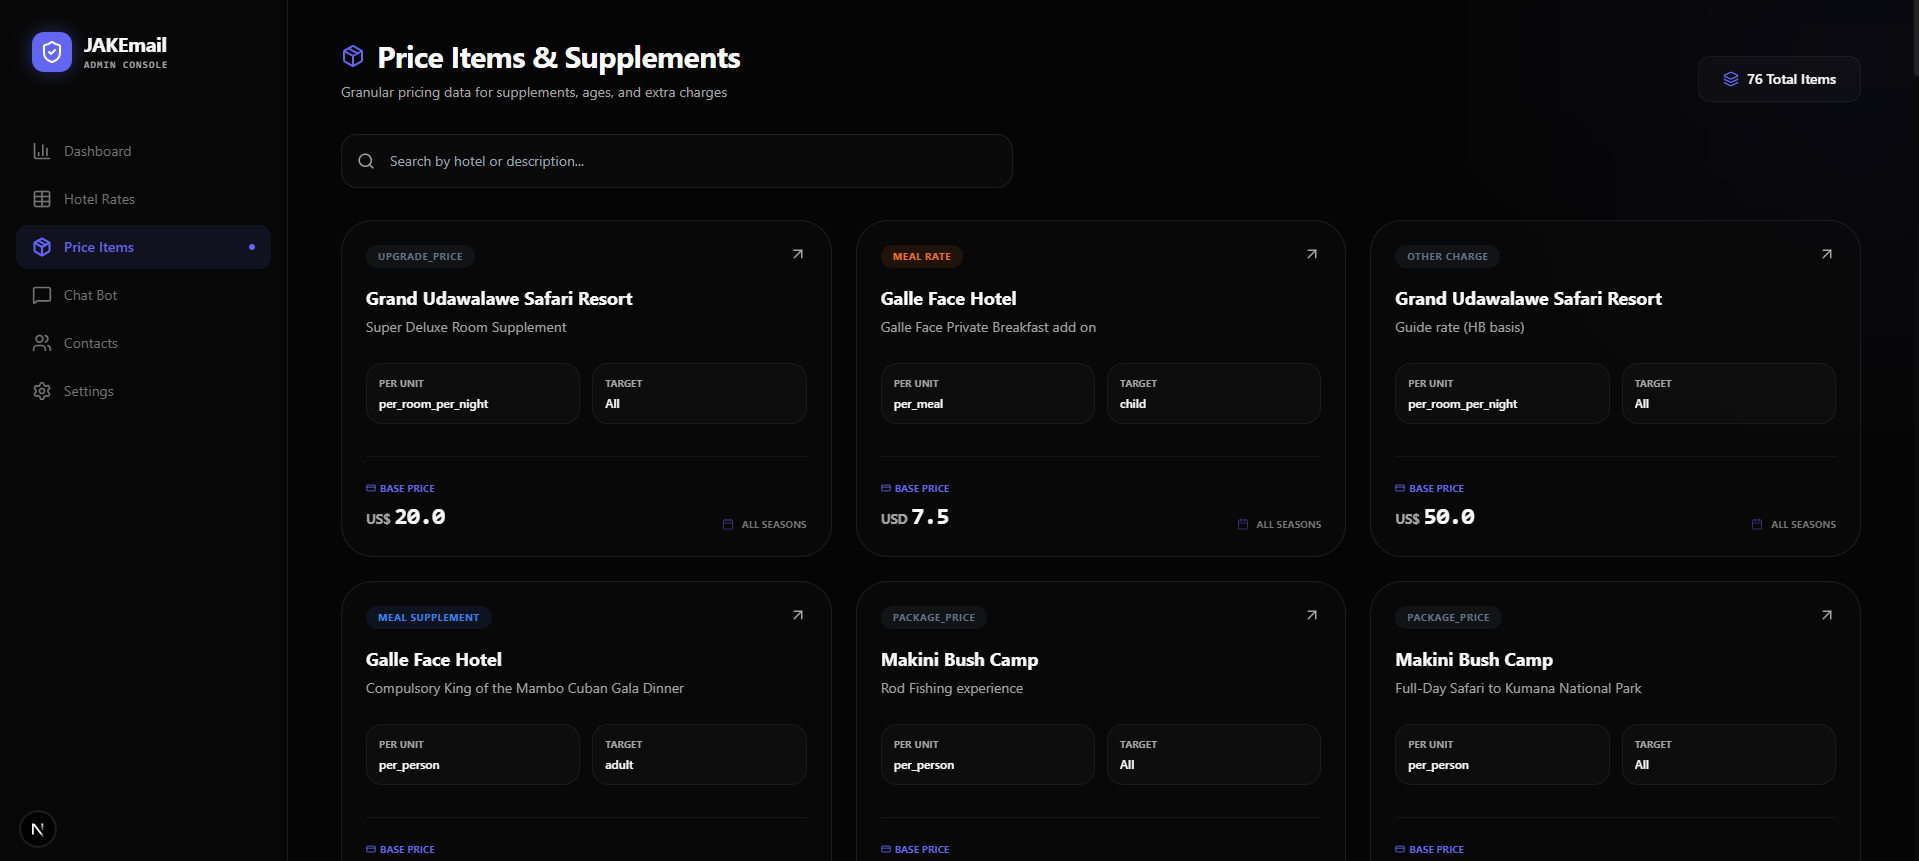 JAKEmail
ADMIN CONSOLE
Dashboard
Hotel Rates
Price Items
Chat Bot
Contacts
Settings
N
Price Items & Supplements
Granular pricing data for supplements, ages, and extra charges
76 Total Items
Search by hotel or description...
UPGRADE_PRICE
Grand Udawalawe Safari Resort
Super Deluxe Room Supplement
PER UNIT
per_room_per_night
TARGET
All
BASE PRICE
US$ 20.0
ALL SEASONS
MEAL RATE
Galle Face Hotel
Galle Face Private Breakfast add on
PER UNIT
per_meal
TARGET
child
BASE PRICE
USD 7.5
ALL SEASONS
OTHER CHARGE
Grand Udawalawe Safari Resort
Guide rate (HB basis)
PER UNIT
per_room_per_night
TARGET
All
BASE PRICE
US$ 50.0
ALL SEASONS
MEAL SUPPLEMENT
Galle Face Hotel
Compulsory King of the Mambo Cuban Gala Dinner
PER UNIT
per_person
TARGET
adult
BASE PRICE
PACKAGE_PRICE
Makini Bush Camp
Rod Fishing experience
PER UNIT
per_person
TARGET
All
BASE PRICE
PACKAGE_PRICE
Makini Bush Camp
Full-Day Safari to Kumana National Park
PER UNIT
per_person
TARGET
All
BASE PRICE